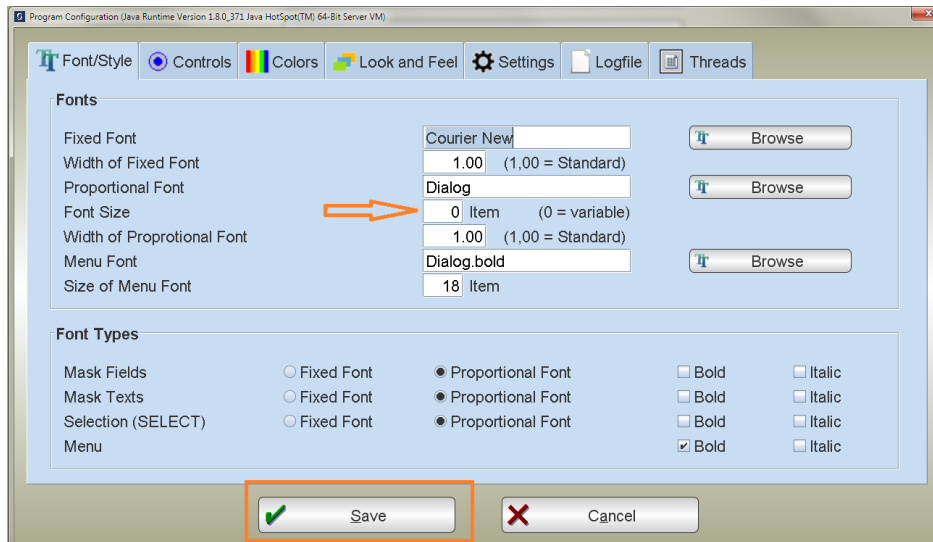 Program Configuration (Java Runtime Version 1.8.0_371 Java HotSpot(TM) 64-Bit Server VM)
Font/Style Controls Colors Look and Feel Settings Logfile Threads
Fonts
Fixed Font Courier New Browse
Width of Fixed Font 1.00 (1,00 = Standard)
Proportional Font Dialog Browse
Font Size 0 Item (0 = variable)
Width of Proprotional Font 1.00 (1,00 = Standard)
Menu Font Dialog.bold Browse
Size of Menu Font 18 Item
Font Types
Mask Fields Fixed Font Proportional Font Bold Italic
Mask Texts Fixed Font Proportional Font Bold Italic
Selection (SELECT) Fixed Font Proportional Font Bold Italic
Menu Bold Italic
Save Cancel